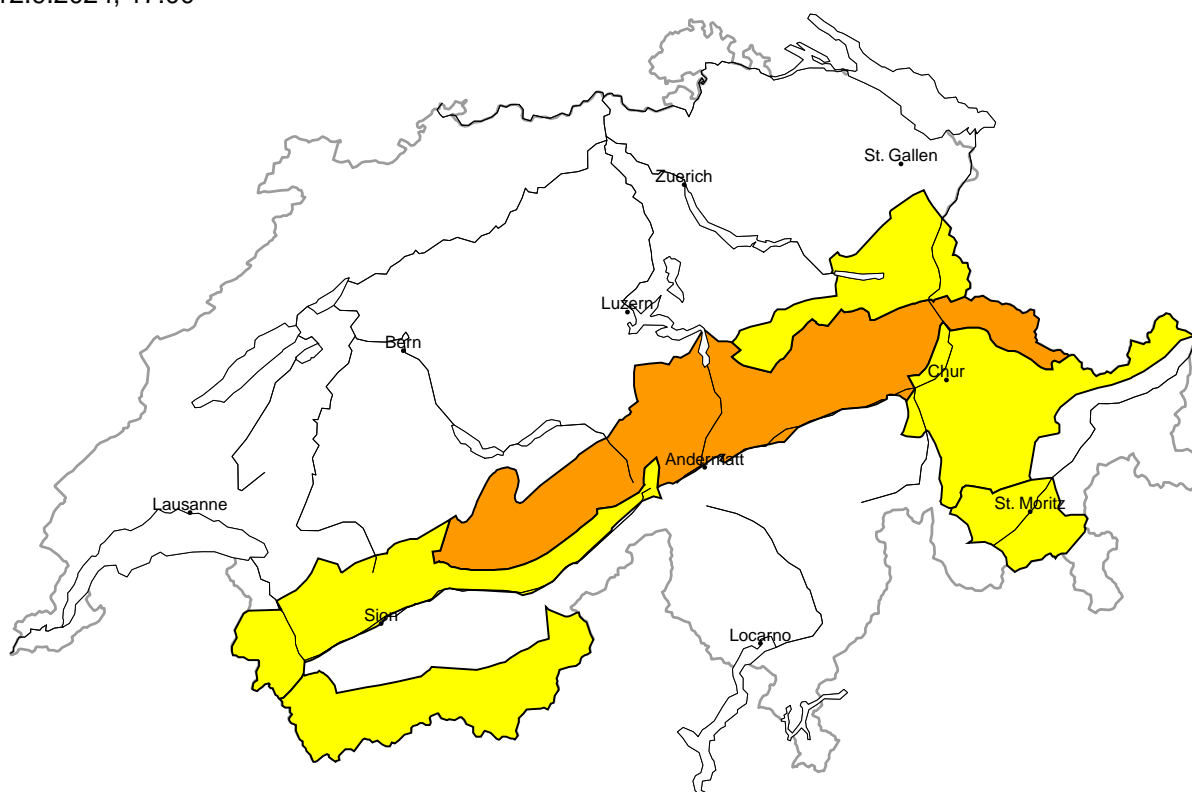 St. Gallen
Zuerich
Luzern
Bern
Chur
Andermatt
Lausanne
St. Moritz
Sion
Locarno